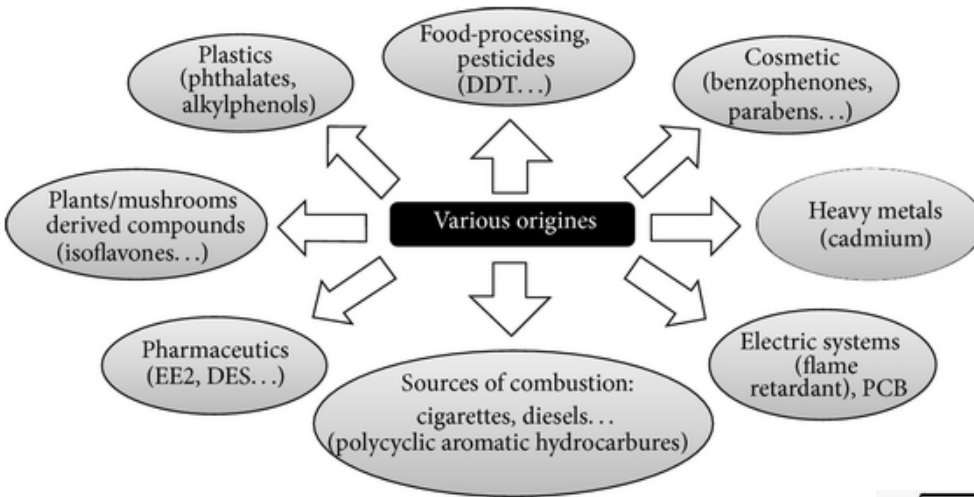 Food-processing,
pesticides
(DDT. . .)
Plastics
(phthalates,
alkylphenols)
Cosmetic
(benzophenones,
parabens. . .)
Plants/mushrooms
derived compounds
(isoflavones. . .)
Various origines
Heavy metals
(cadmium)
Pharmaceutics
(EE2, DES. . .)
Sources of combustion:
cigarettes, diesels. . .
(polycyclic aromatic hydrocarbures)
Electric systems
(flame
retardant), PCB